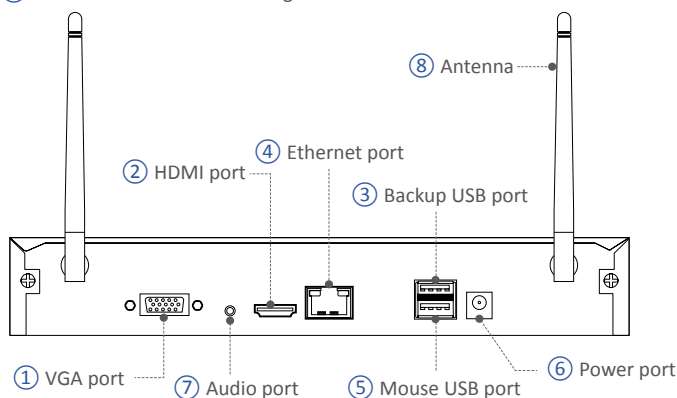 ⑧ Antenna
④ Ethernet port
② HDMI port
③ Backup USB port
① VGA port
⑦ Audio port
⑤ Mouse USB port
⑥ Power port